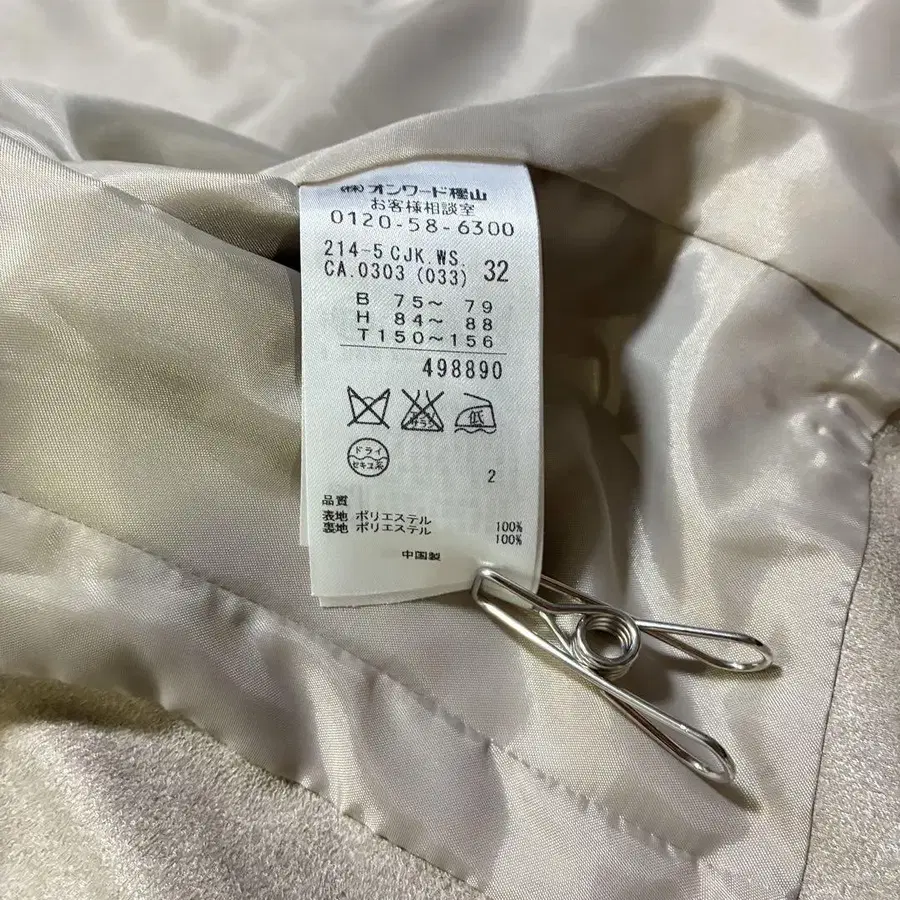 ㈱オンワード樫山
お客様相談室
0120-58-6300
214-5 CJK.WS. 32
CA.0303 (033)
B 75～ 79
H 84～ 88
T150～156
498890
低
ドライ
セキユ系
2
品質
表地 ポリエステル 100%
裏地 ポリエステル 100%
中国製